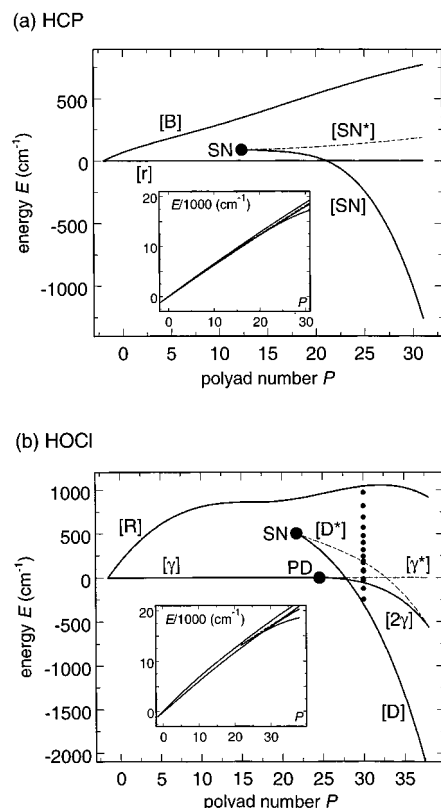 (a) HCP
energy E (cm⁻¹)
500
0
-500
-1000
[B]
SN
[SN*]
[r]
[SN]
E/1000 (cm⁻¹)
20
10
0
0 10 20 30
P
0 5 10 15 20 25 30
polyad number P
(b) HOCl
energy E (cm⁻¹)
1000
500
0
-500
-1000
-1500
-2000
[R]
SN
[D*]
[γ]
PD
[γ*]
[2γ]
[D]
E/1000 (cm⁻¹)
20
10
0
0 10 20 30
P
0 5 10 15 20 25 30 35
polyad number P